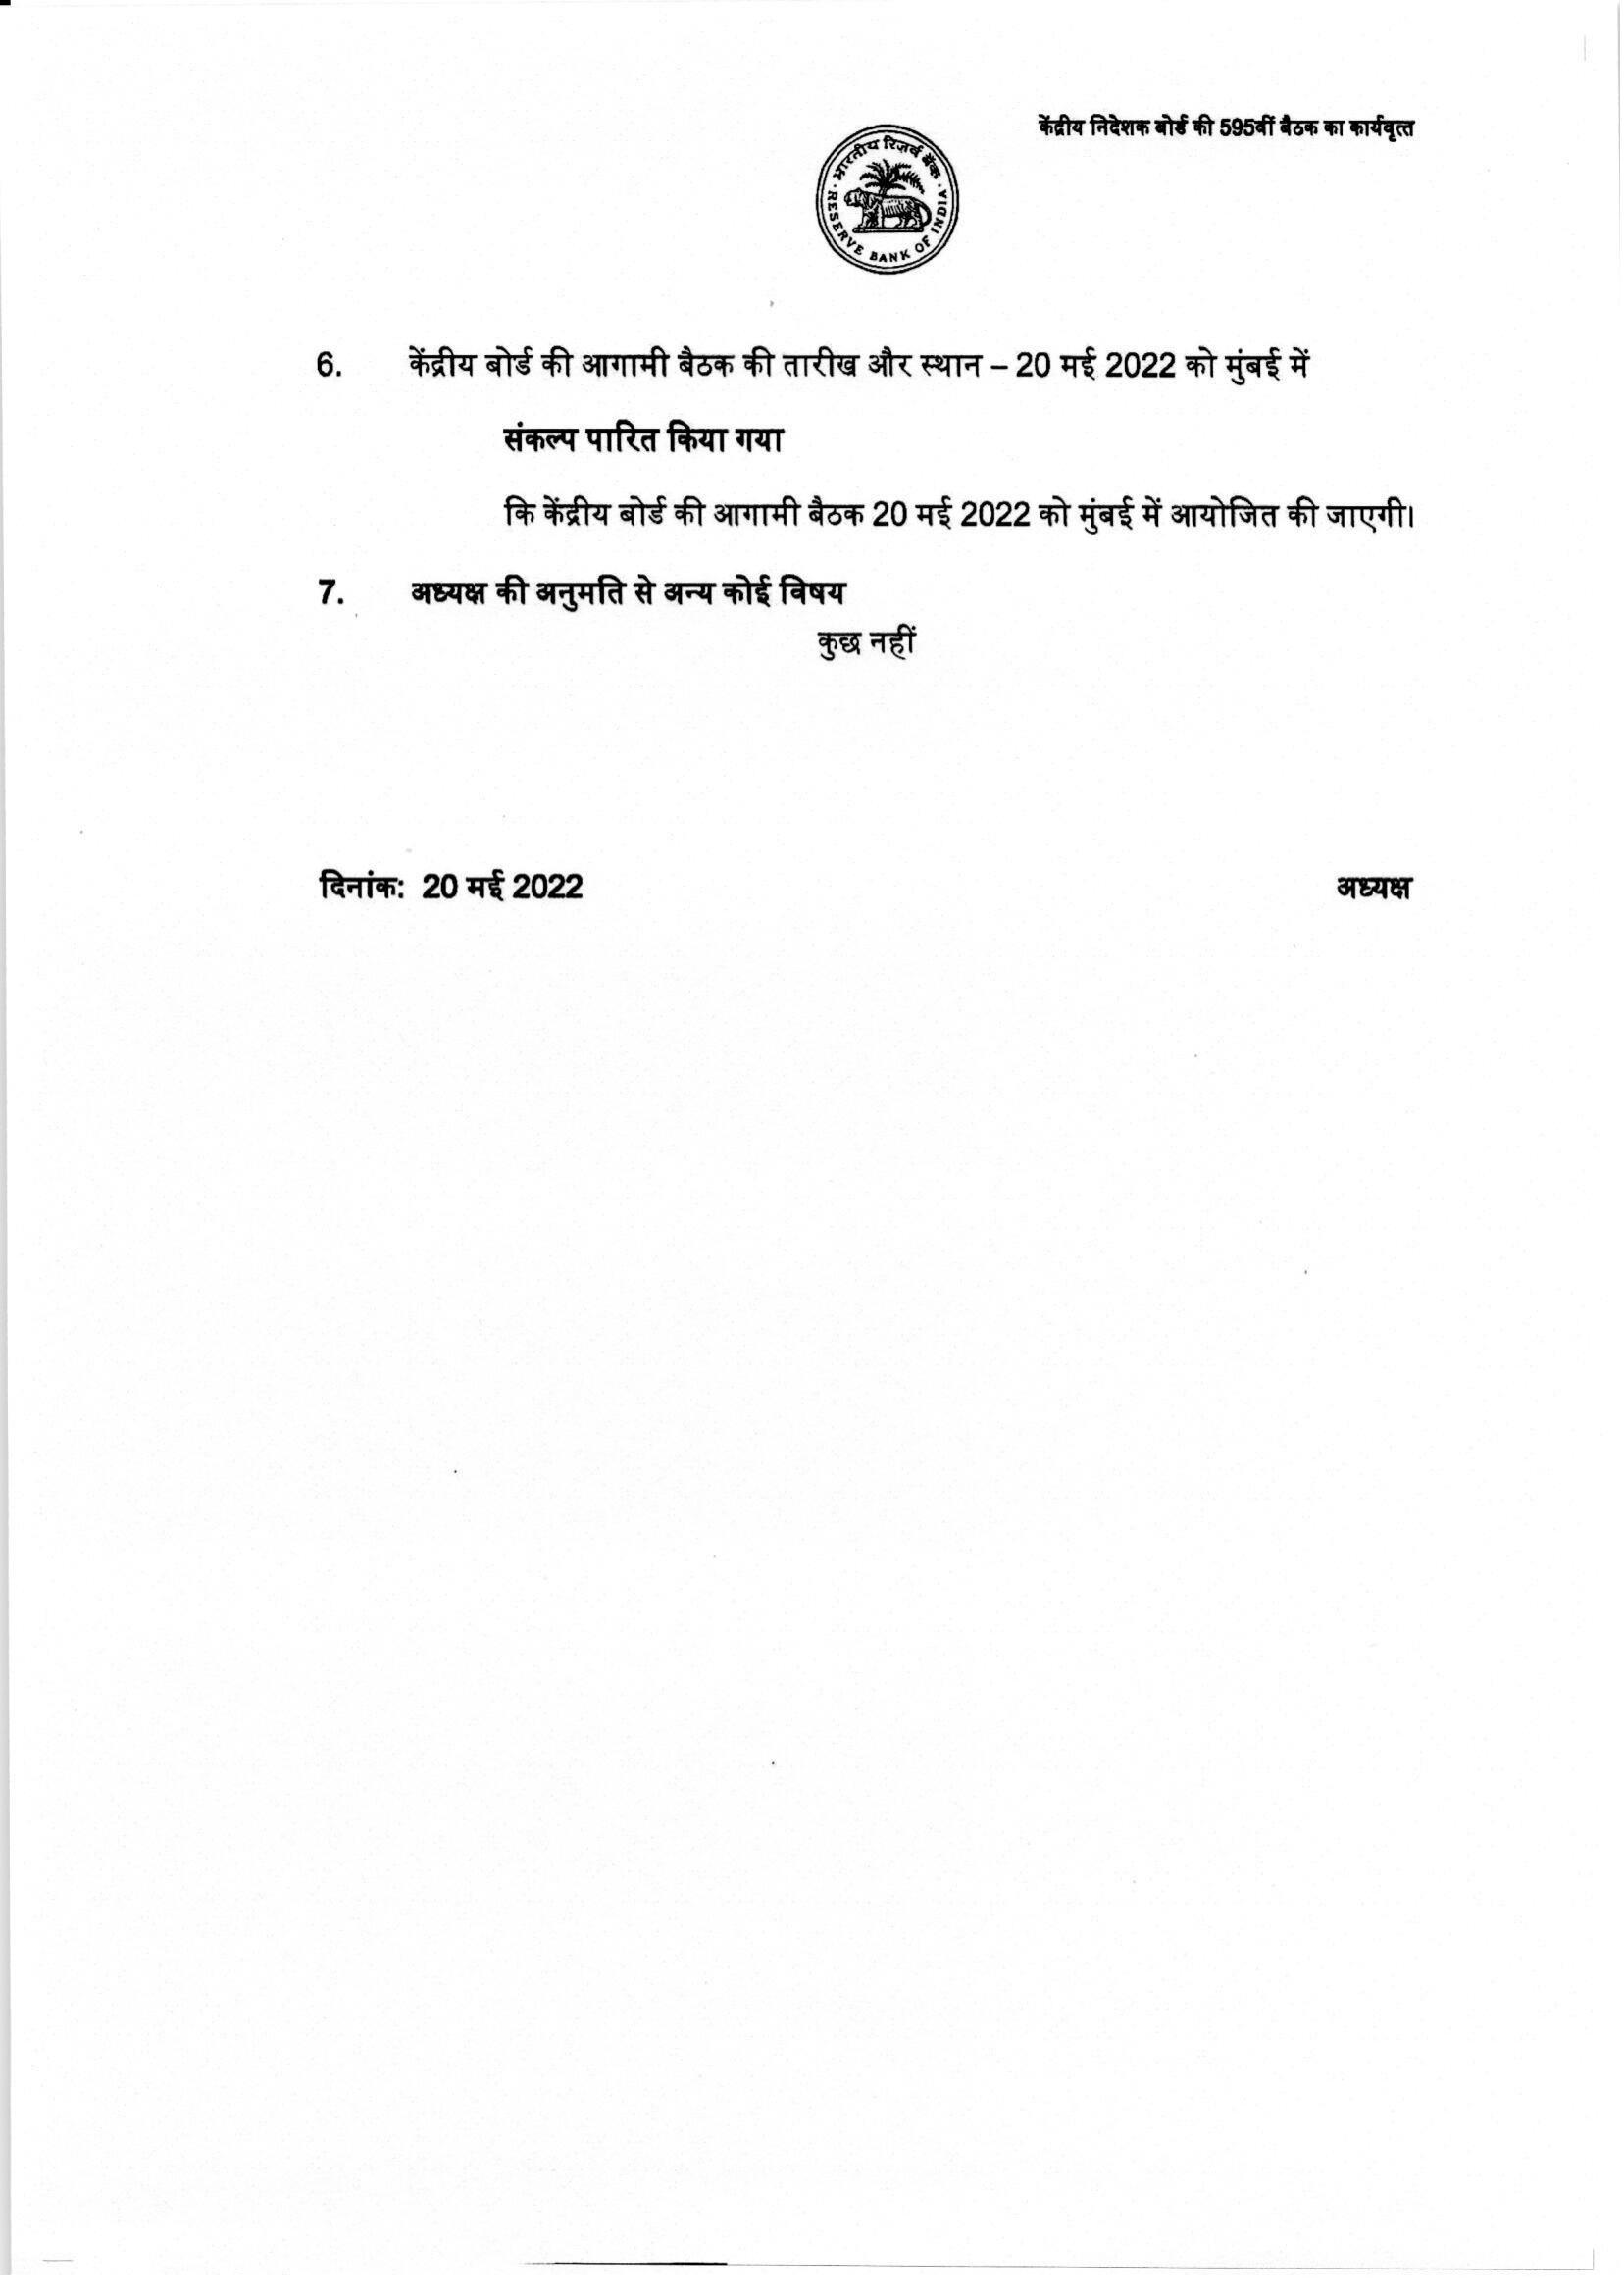 केंद्रीय निदेशक बोर्ड की 595वीं बैठक का कार्यवृत्त
भारतीय रिज़र्व बैंक
RESERVE BANK OF INDIA
6. केंद्रीय बोर्ड की आगामी बैठक की तारीख और स्थान – 20 मई 2022 को मुंबई में
संकल्प पारित किया गया
कि केंद्रीय बोर्ड की आगामी बैठक 20 मई 2022 को मुंबई में आयोजित की जाएगी।
7. अध्यक्ष की अनुमति से अन्य कोई विषय
कुछ नहीं
दिनांक: 20 मई 2022 अध्यक्ष